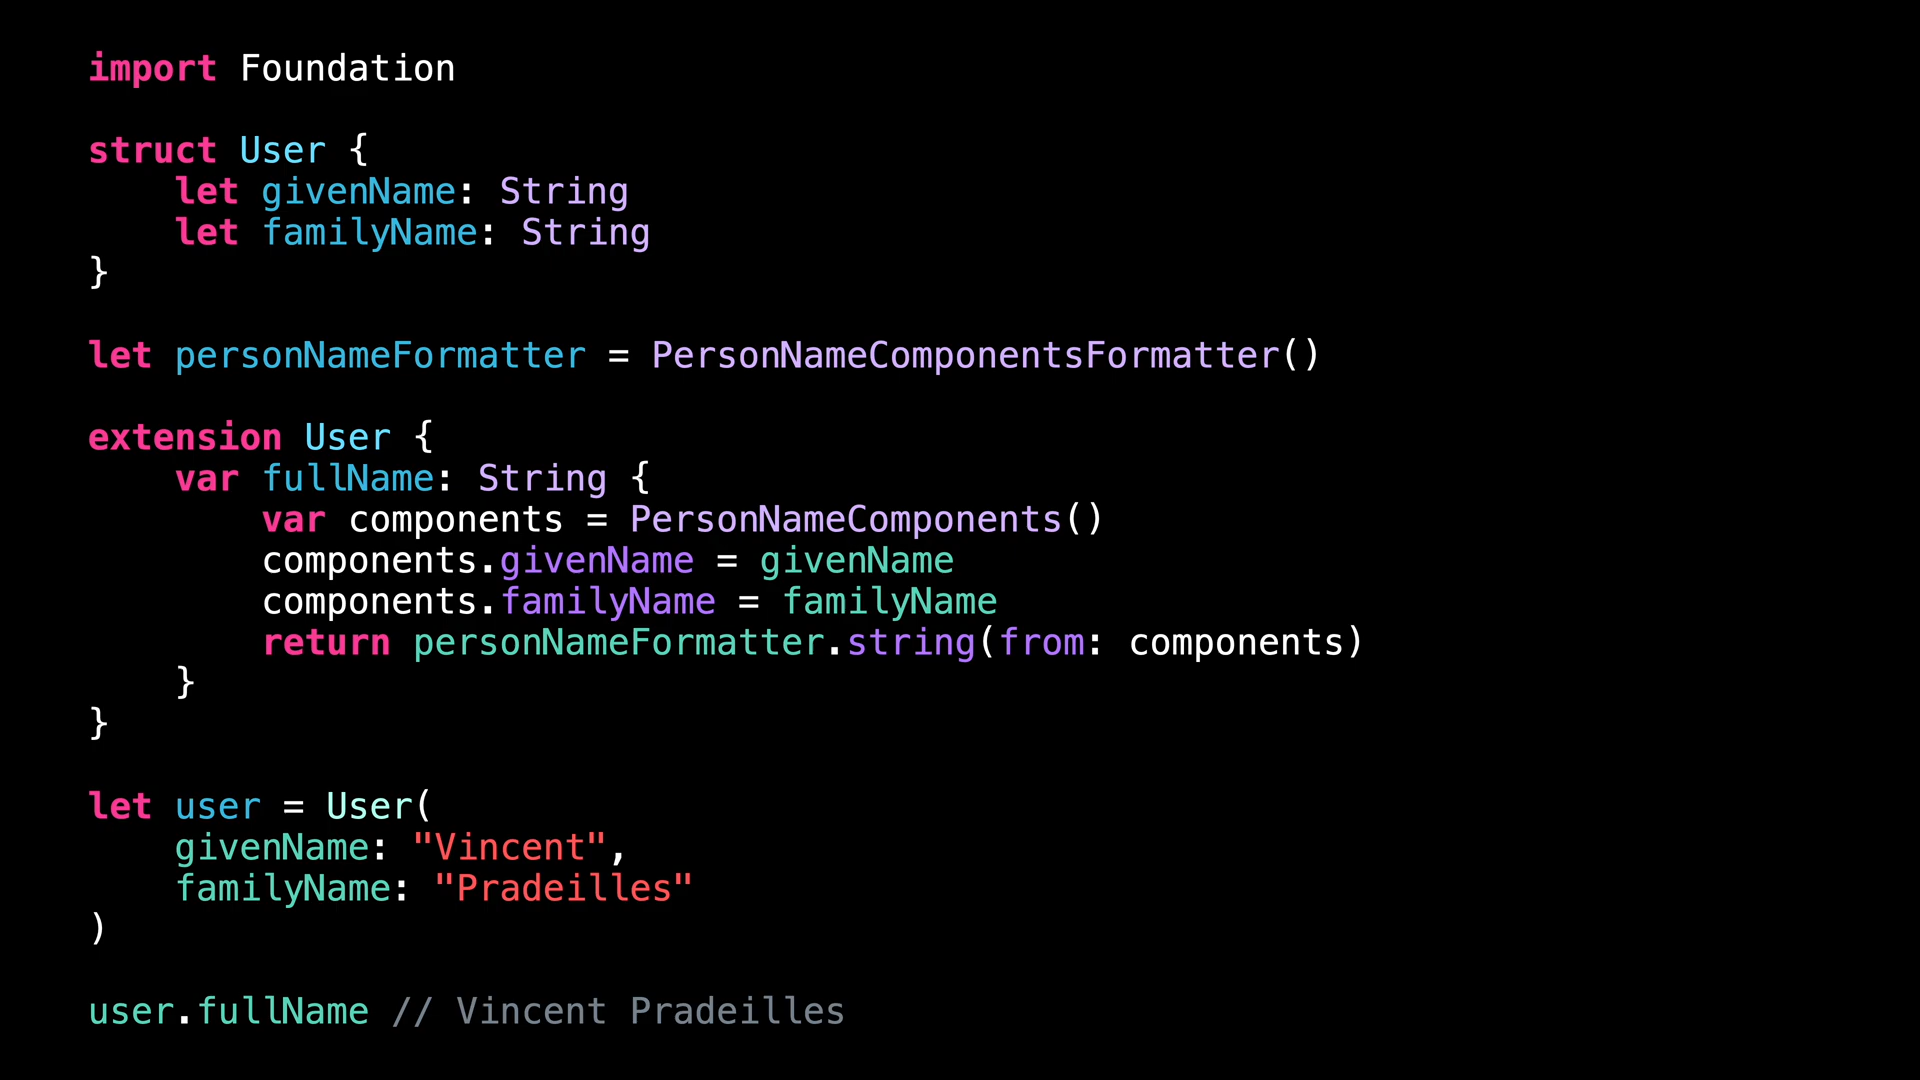 import Foundation

struct User {
    let givenName: String
    let familyName: String
}

let personNameFormatter = PersonNameComponentsFormatter()

extension User {
    var fullName: String {
        var components = PersonNameComponents()
        components.givenName = givenName
        components.familyName = familyName
        return personNameFormatter.string(from: components)
    }
}

let user = User(
    givenName: "Vincent",
    familyName: "Pradeilles"
)

user.fullName // Vincent Pradeilles